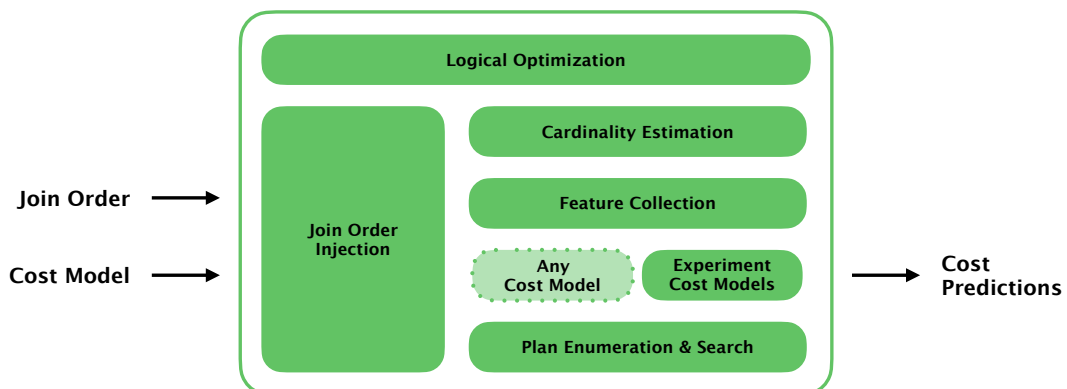 Logical Optimization
Cardinality Estimation
Join Order
Feature Collection
Join Order
Injection
Cost Model
Any
Cost Model
Experiment
Cost Models
Cost
Predictions
Plan Enumeration & Search